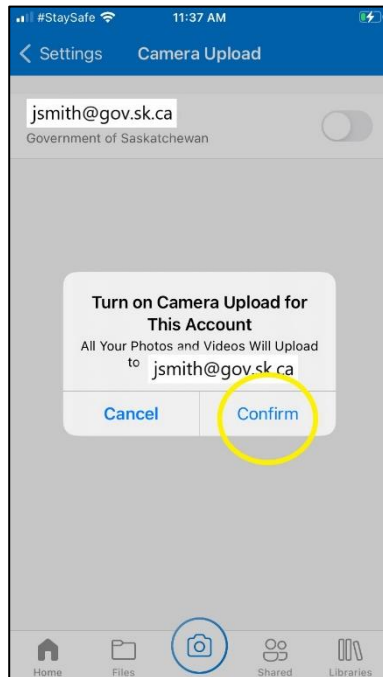 #StaySafe 11:37 AM
Settings Camera Upload
jsmith@gov.sk.ca
Government of Saskatchewan
Turn on Camera Upload for
This Account
All Your Photos and Videos Will Upload
to jsmith@gov.sk.ca
Cancel Confirm
Home Files Shared Libraries